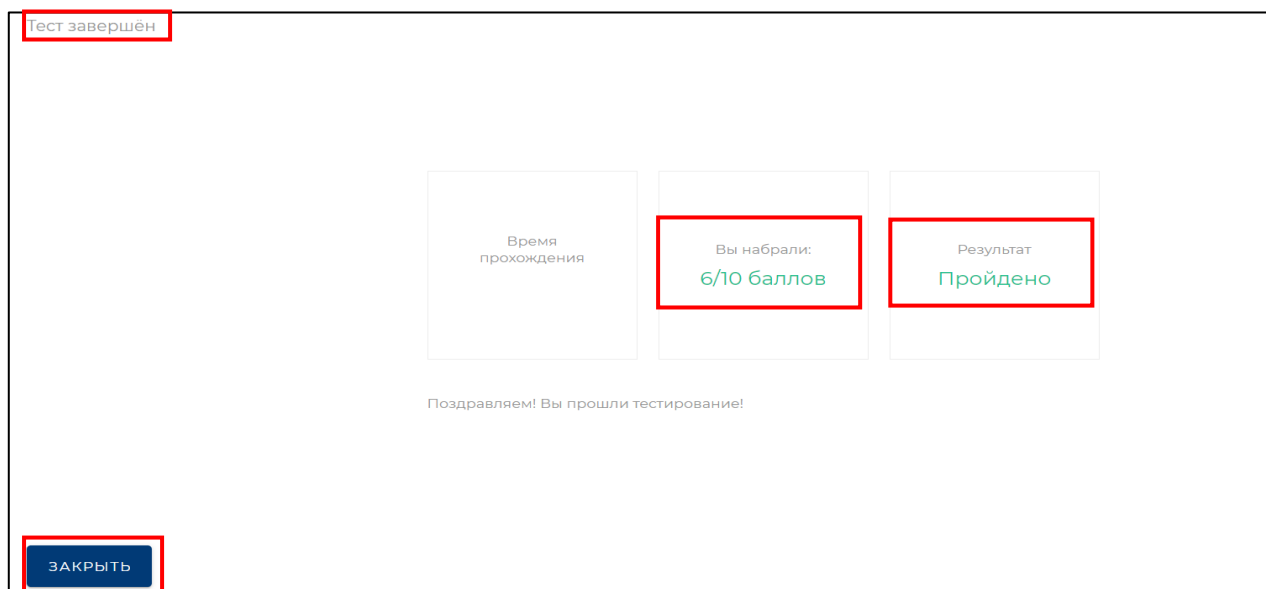 Тест завершён
Время
прохождения
Вы набрали:
6/10 баллов
Результат
Пройдено
Поздравляем! Вы прошли тестирование!
ЗАКРЫТЬ